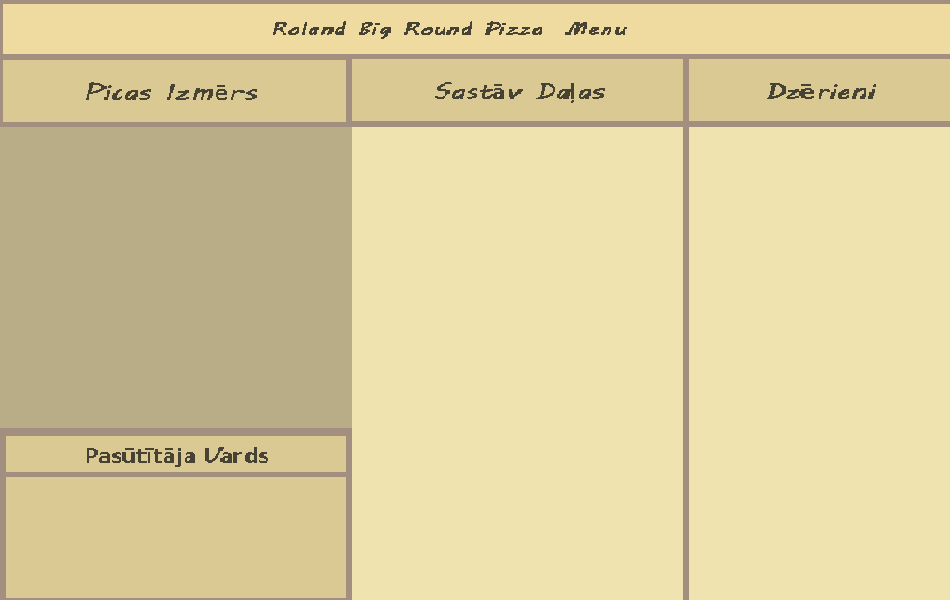 Roland Big Round Pizza Menu
Picas Izmērs
Sastāv Daļas
Dzērieni
Pasūtītāja Vards